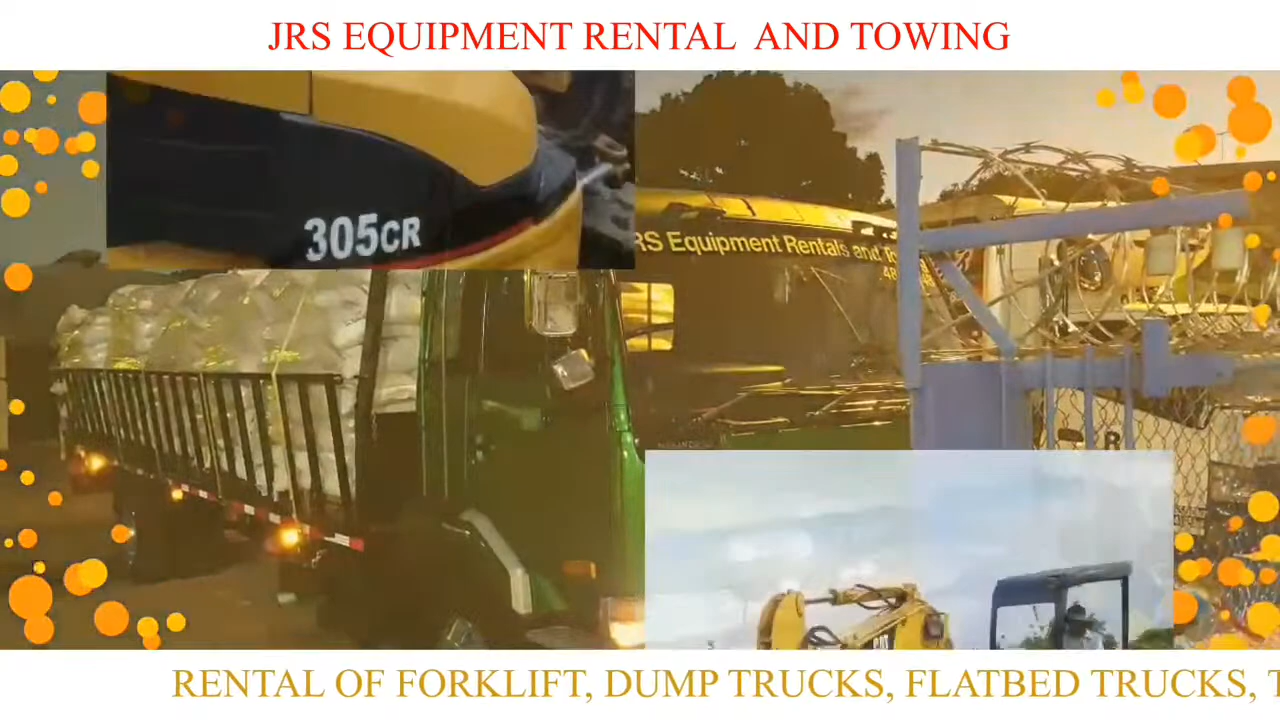 JRS EQUIPMENT RENTAL AND TOWING
305CR
RS Equipment Rentals and
RENTAL OF FORKLIFT, DUMP TRUCKS, FLATBED TRUCKS,